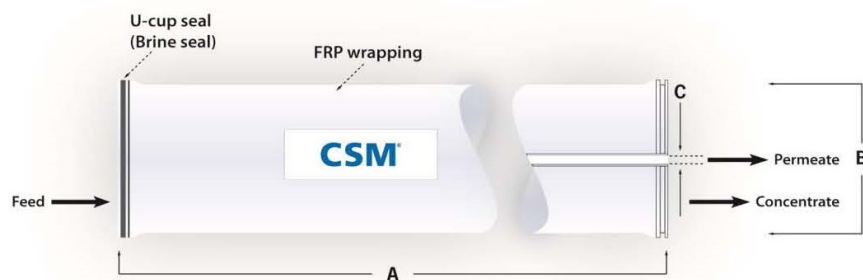 U-cup seal
(Brine seal)
FRP wrapping
C
CSM®
Permeate
B
Feed
Concentrate
A